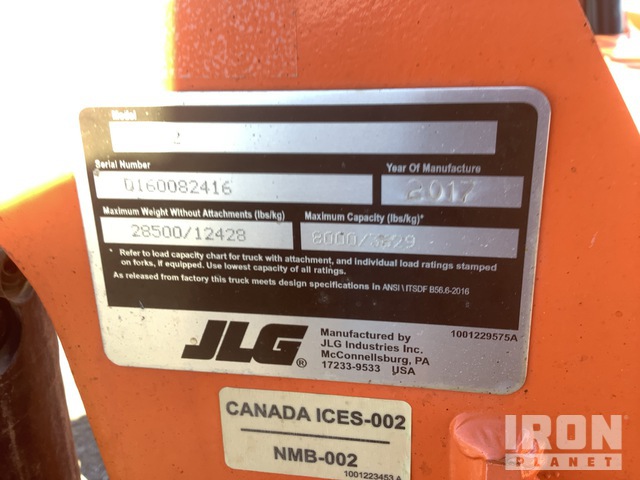 Model
2
Serial Number
Year Of Manufacture
0160082416
2017
Maximum Weight Without Attachments (lbs/kg)
Maximum Capacity (lbs/kg)*
28500/12428
8000/3629
* Refer to load capacity chart for truck with attachment, and individual load ratings stamped
on forks, if equipped. Use lowest capacity of all ratings.
As released from factory this truck meets design specifications in ANSI \ ITSDF B56.6-2016
JLG®
Manufactured by
JLG Industries Inc.
McConnellsburg, PA
17233-9533 USA
1001229575A
CANADA ICES-002
NMB-002
1001223453 A
IRON
PLANET